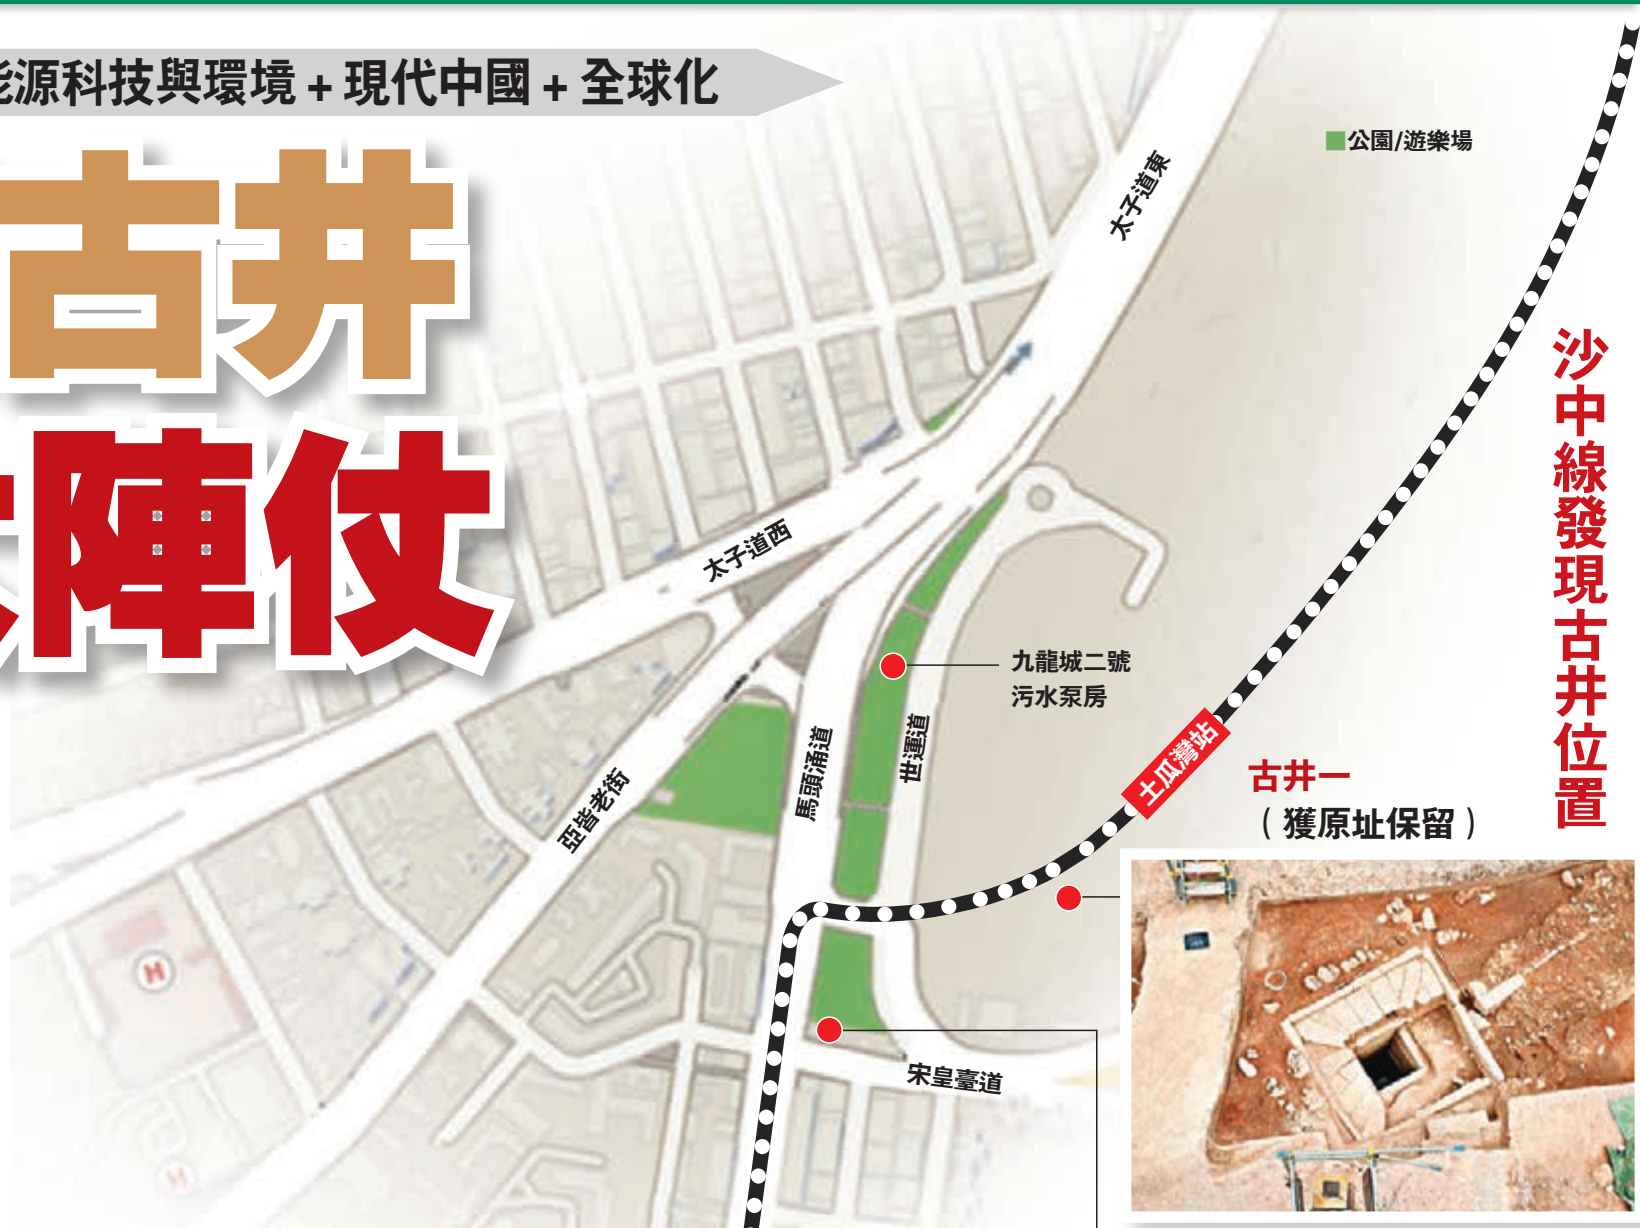 源科技與環境 + 現代中國 + 全球化
古井
陣仗
公園/遊樂場
太子道東
沙中線發現古井位置
太子道西
九龍城二號
污水泵房
馬頭涌道
世運道
亞皆老街
土瓜灣站
古井一
（獲原址保留）
H
宋皇臺道
H